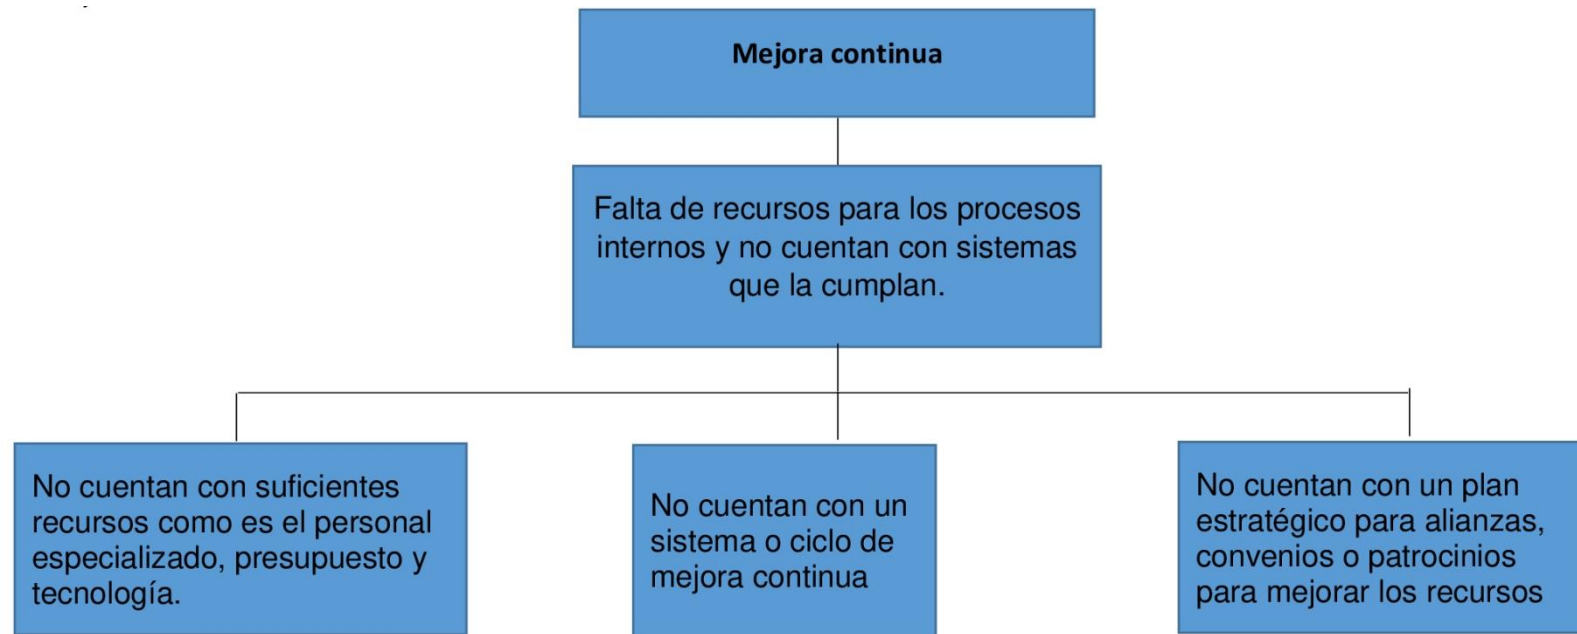 Mejora continua
Falta de recursos para los procesos
internos y no cuentan con sistemas
que la cumplan.
No cuentan con suficientes
recursos como es el personal
especializado, presupuesto y
tecnología.
No cuentan con un
sistema o ciclo de
mejora continua
No cuentan con un plan
estratégico para alianzas,
convenios o patrocinios
para mejorar los recursos